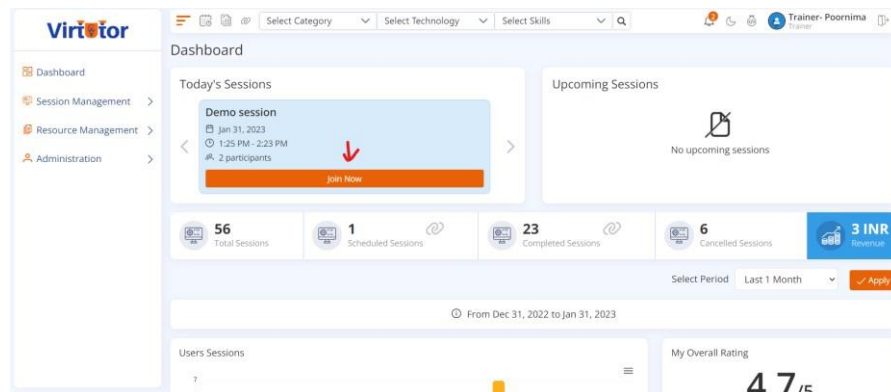 Virtutor
Select Category
Select Technology
Select Skills
2
Trainer- Poornima
Trainer
Dashboard
Session Management
Resource Management
Administration
Dashboard
Today's Sessions
Demo session
Jan 31, 2023
1:25 PM - 2:23 PM
2 participants
Join Now
Upcoming Sessions
No upcoming sessions
56
Total Sessions
1
Scheduled Sessions
23
Completed Sessions
6
Cancelled Sessions
3 INR
Revenue
Select Period
Last 1 Month
Apply
From Dec 31, 2022 to Jan 31, 2023
Users Sessions
7
My Overall Rating
4.7/5